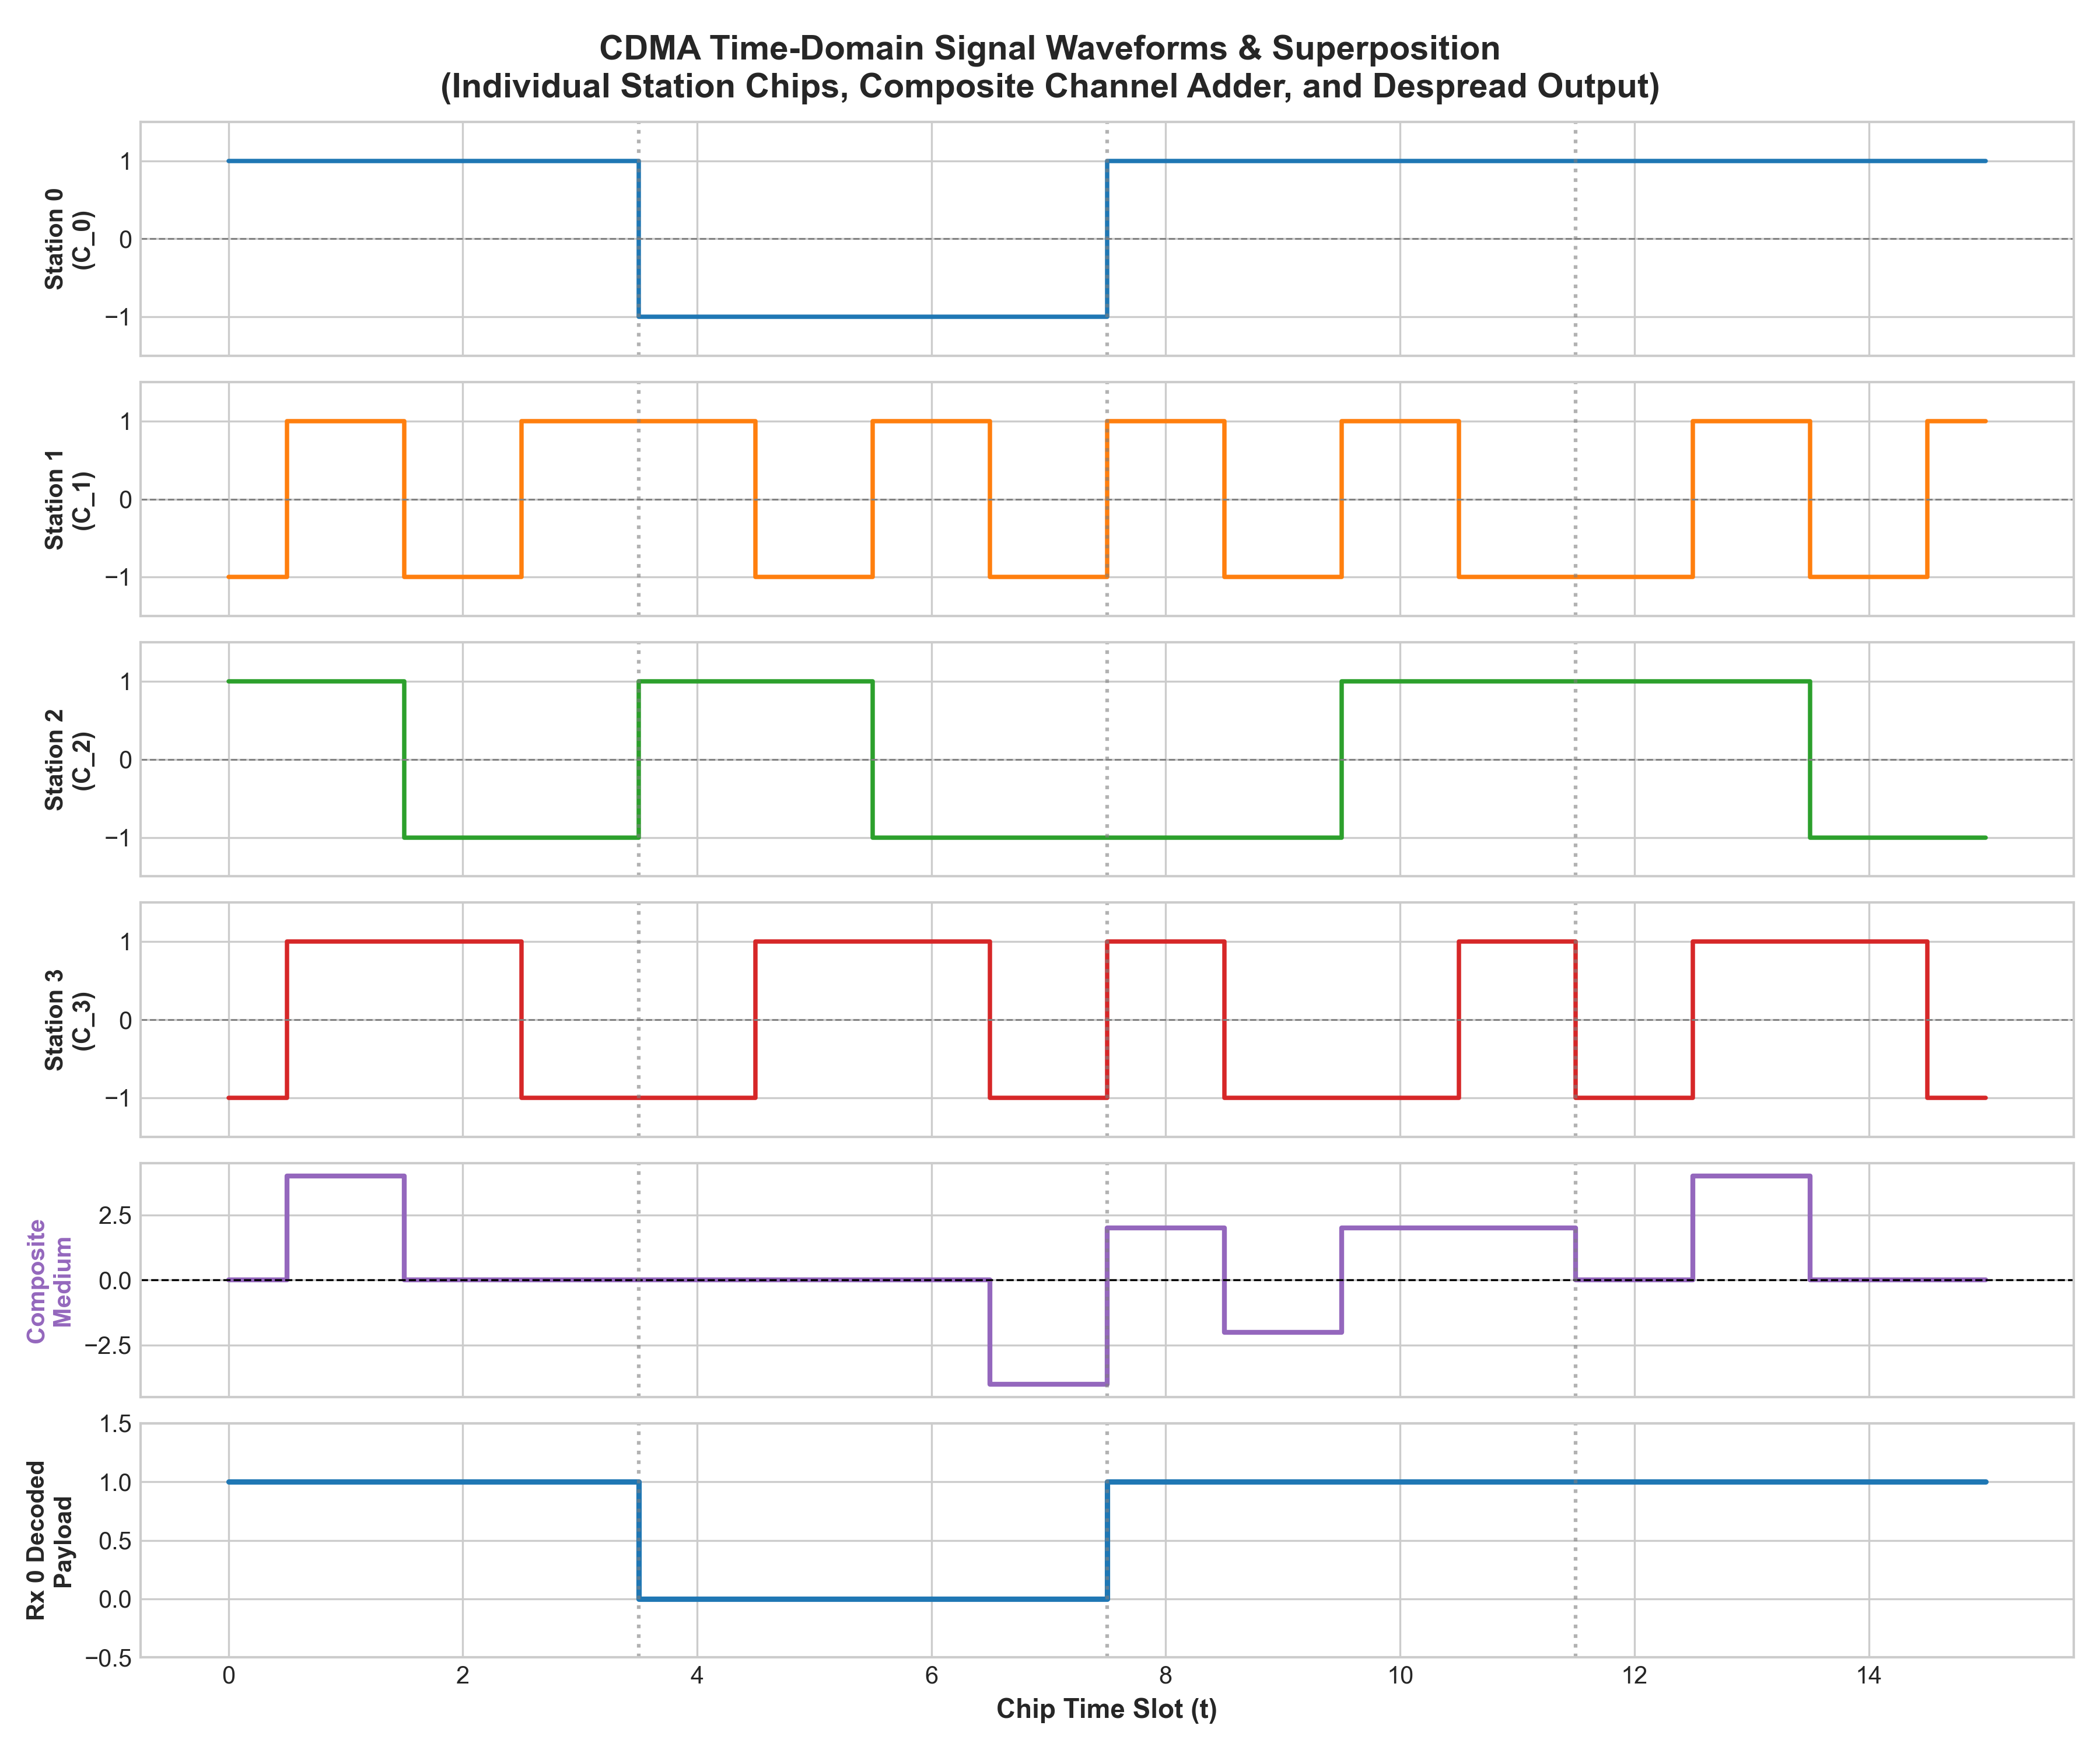 CDMA Time-Domain Signal Waveforms & Superposition
(Individual Station Chips, Composite Channel Adder, and Despread Output)
Station 0
(C_0)
1
0
−1
Station 1
(C_1)
1
0
−1
Station 2
(C_2)
1
0
−1
Station 3
(C_3)
1
0
−1
Composite
Medium
2.5
0.0
−2.5
Rx 0 Decoded
Payload
1.5
1.0
0.5
0.0
−0.5
0 2 4 6 8 10 12 14
Chip Time Slot (t)